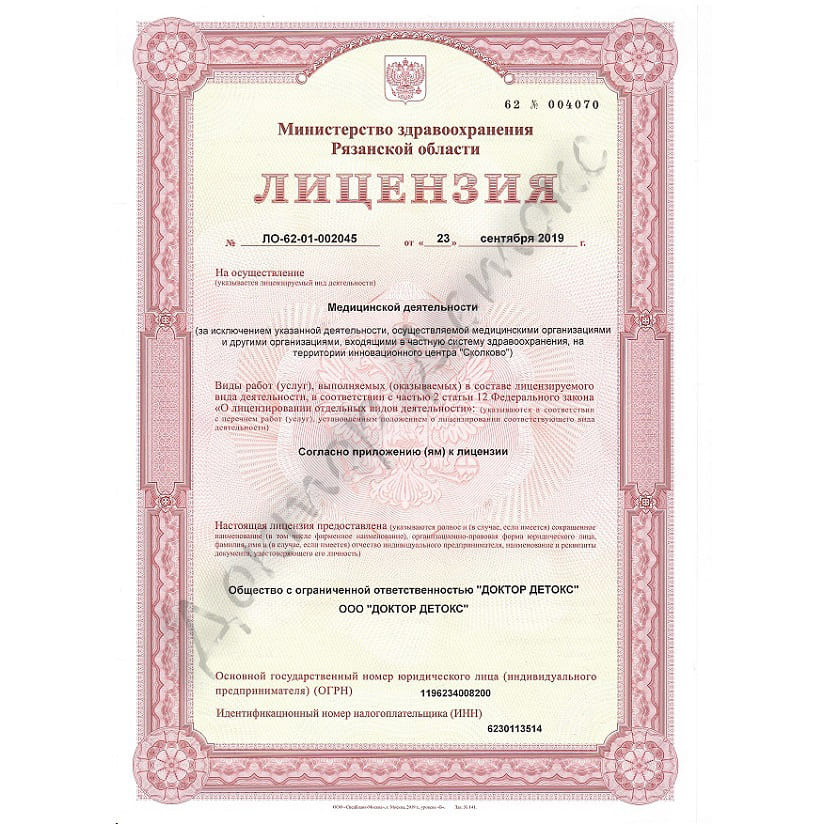 62 № 004070
Министерство здравоохранения
Рязанской области
ЛИЦЕНЗИЯ
№ ЛО-62-01-002045 от «23» сентября 2019 г.
На осуществление
(указывается лицензируемый вид деятельности)
Медицинской деятельности
(за исключением указанной деятельности, осуществляемой медицинскими организациями
и другими организациями, входящими в частную систему здравоохранения, на
территории инновационного центра "Сколково")
Виды работ (услуг), выполняемых (оказываемых) в составе лицензируемого
вида деятельности, в соответствии с частью 2 статьи 12 Федерального закона
«О лицензировании отдельных видов деятельности»: (указываются в соответствии
с перечнем работ (услуг), установленным положением о лицензировании соответствующего вида
деятельности)
Согласно приложению (ям) к лицензии
Настоящая лицензия предоставлена (указываются полное и (в случае, если имеется) сокращенное
наименование (в том числе фирменное наименование), организационно-правовая форма юридического лица,
фамилия, имя и (в случае, если имеется) отчество индивидуального предпринимателя, наименование и реквизиты
документа, удостоверяющего его личность)
Общество с ограниченной ответственностью "ДОКТОР ДЕТОКС"
ООО "ДОКТОР ДЕТОКС"
Основной государственный номер юридического лица (индивидуального
предпринимателя) (ОГРН) 1196234008200
Идентификационный номер налогоплательщика (ИНН)
6230113514
Доктор Детокс